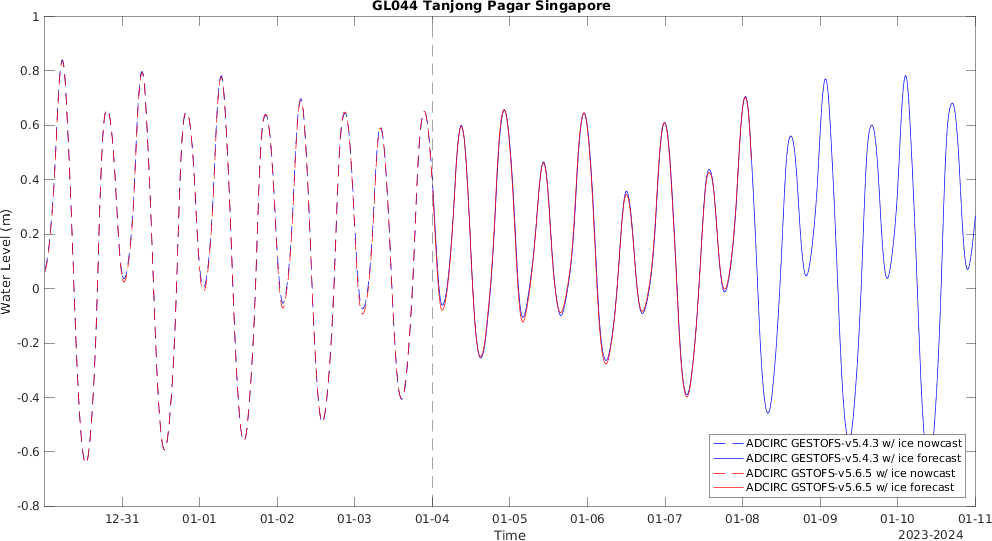 GL044 Tanjong Pagar Singapore
1
0.8
0.6
0.4
0.2
0
-0.2
-0.4
-0.6
-0.8
Water Level (m)
ADCIRC GESTOFS-v5.4.3 w/ ice nowcast
ADCIRC GESTOFS-v5.4.3 w/ ice forecast
ADCIRC GSTOFS-v5.6.5 w/ ice nowcast
ADCIRC GSTOFS-v5.6.5 w/ ice forecast
12-31 01-01 01-02 01-03 01-04 01-05 01-06 01-07 01-08 01-09 01-10 01-11
Time
2023-2024